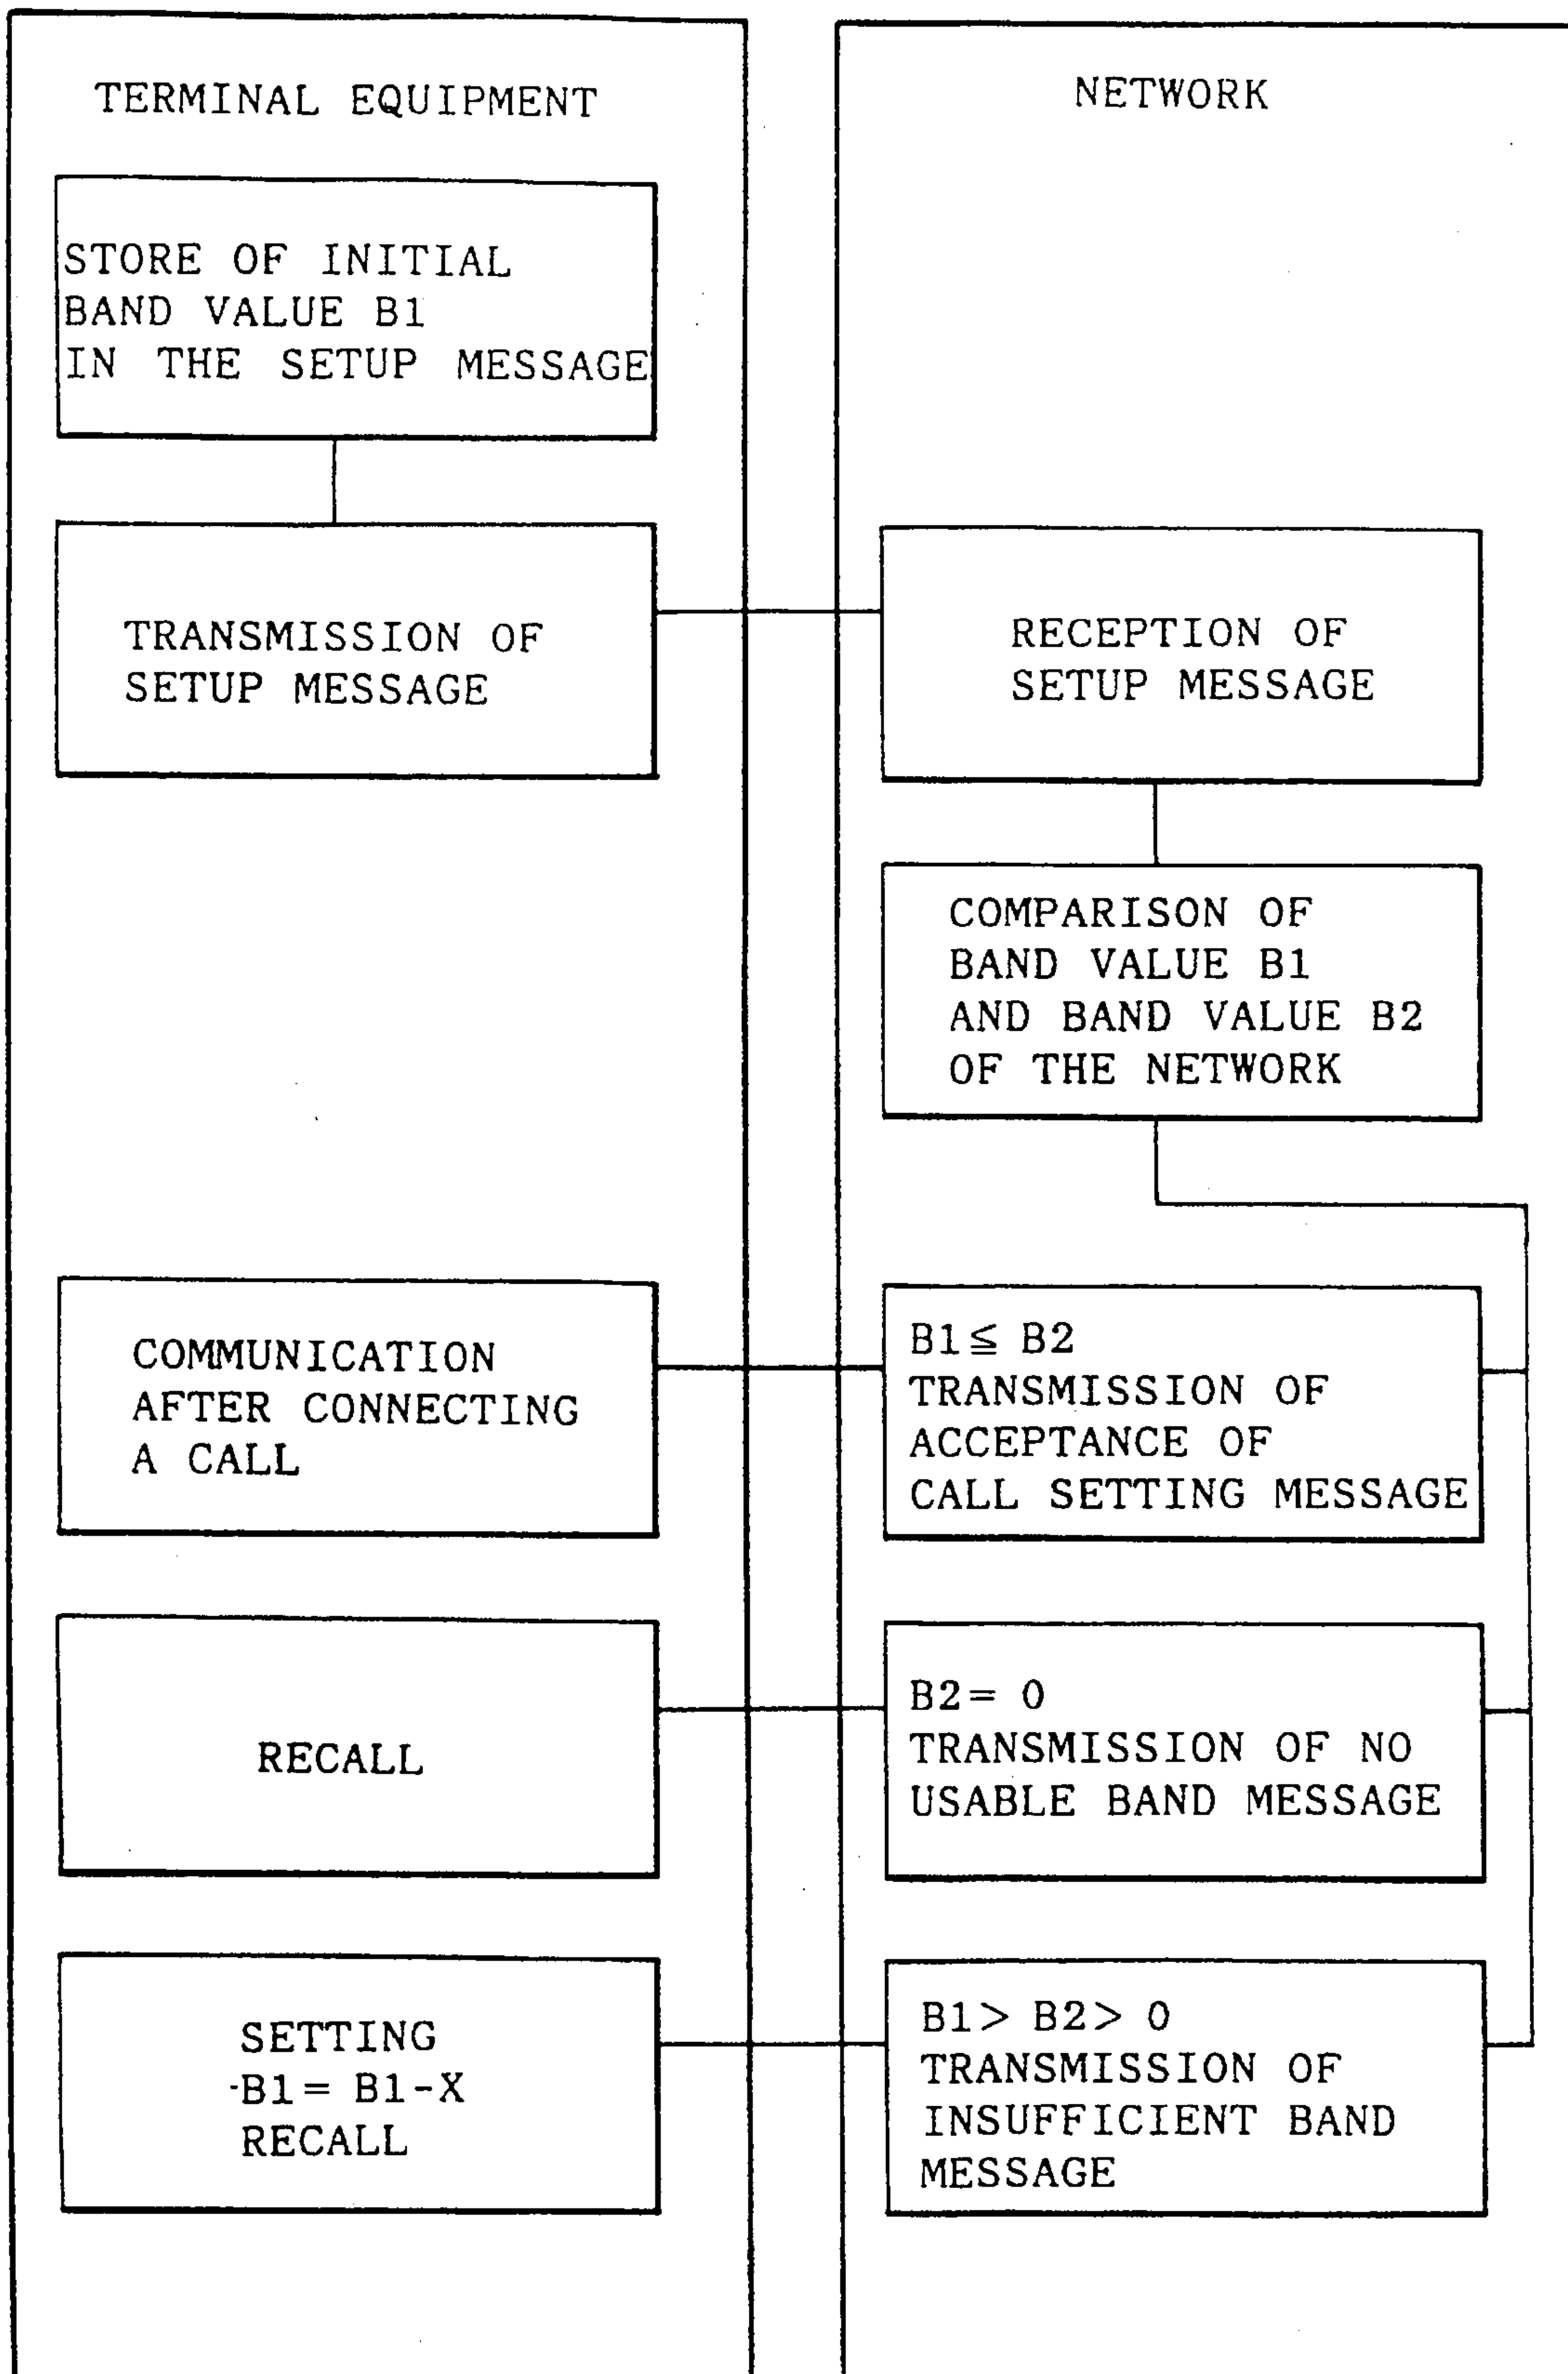 TERMINAL EQUIPMENT
NETWORK
STORE OF INITIAL
BAND VALUE B1
IN THE SETUP MESSAGE
TRANSMISSION OF
SETUP MESSAGE
RECEPTION OF
SETUP MESSAGE
COMPARISON OF
BAND VALUE B1
AND BAND VALUE B2
OF THE NETWORK
COMMUNICATION
AFTER CONNECTING
A CALL
B1≦ B2
TRANSMISSION OF
ACCEPTANCE OF
CALL SETTING MESSAGE
RECALL
B2= 0
TRANSMISSION OF NO
USABLE BAND MESSAGE
SETTING
B1= B1-X
RECALL
B1> B2> 0
TRANSMISSION OF
INSUFFICIENT BAND
MESSAGE